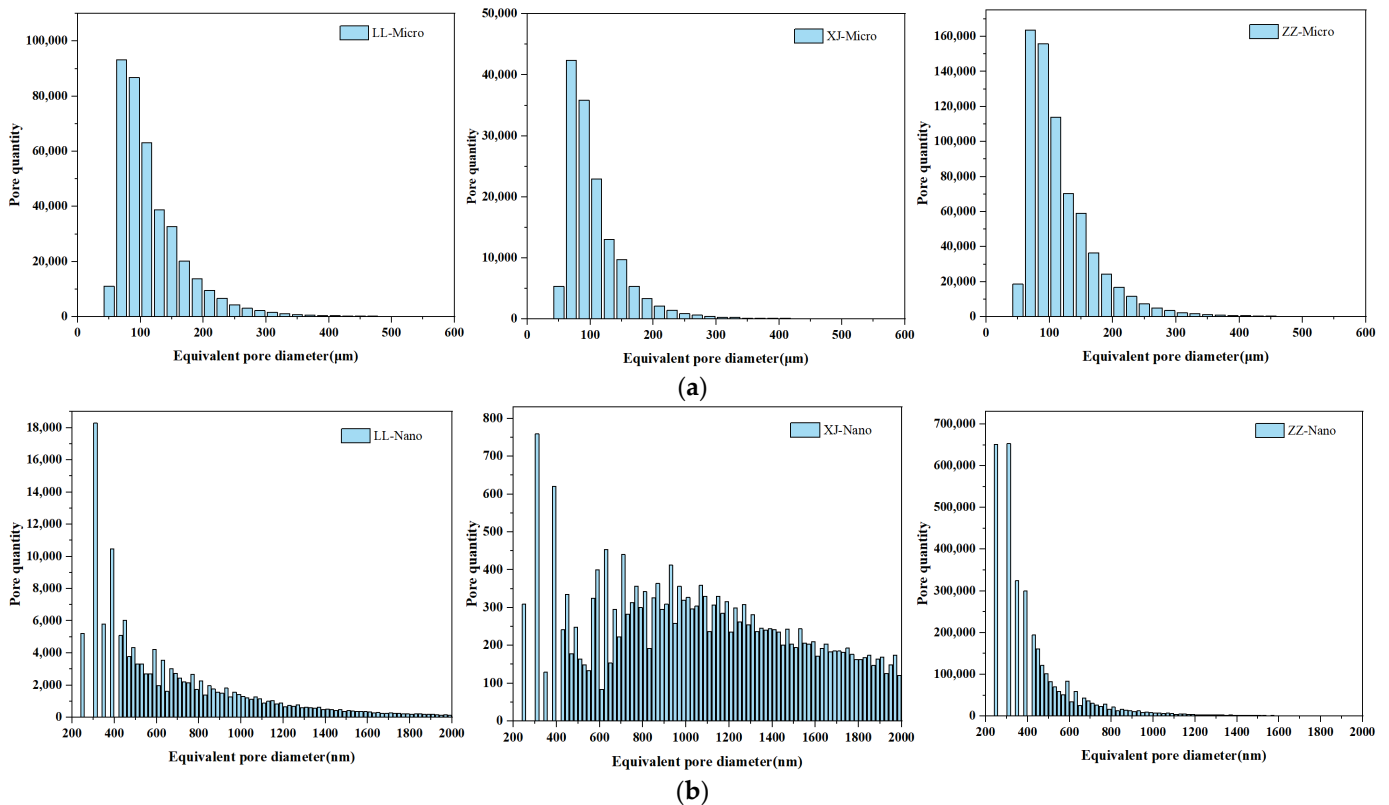 LL-Micro
Pore quantity
100,000
80,000
60,000
40,000
20,000
0
0 100 200 300 400 500 600
Equivalent pore diameter(μm)
XJ-Micro
Pore quantity
50,000
40,000
30,000
20,000
10,000
0
0 100 200 300 400 500 600
Equivalent pore diameter(μm)
ZZ-Micro
Pore quantity
160,000
140,000
120,000
100,000
80,000
60,000
40,000
20,000
0
0 100 200 300 400 500 600
Equivalent pore diameter(μm)
(a)
LL-Nano
Pore quantity
18,000
16,000
14,000
12,000
10,000
8,000
6,000
4,000
2,000
0
200 400 600 800 1000 1200 1400 1600 1800 2000
Equivalent pore diameter(nm)
XJ-Nano
Pore quantity
800
700
600
500
400
300
200
100
0
200 400 600 800 1000 1200 1400 1600 1800 2000
Equivalent pore diameter(nm)
ZZ-Nano
Pore quantity
700,000
600,000
500,000
400,000
300,000
200,000
100,000
0
200 400 600 800 1000 1200 1400 1600 1800 2000
Equivalent pore diameter(nm)
(b)